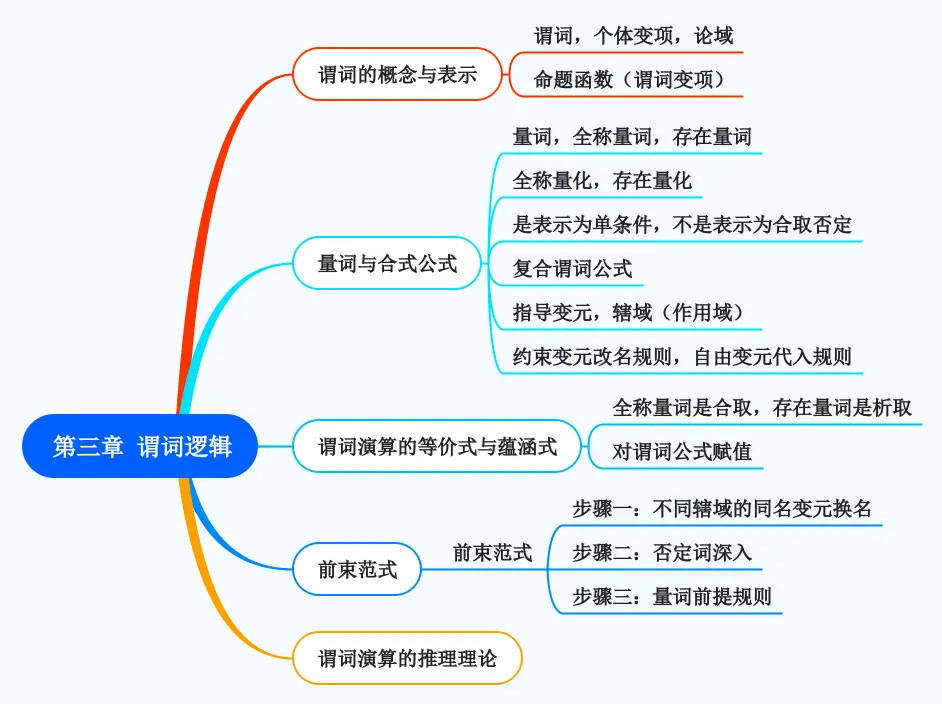 第三章 谓词逻辑
谓词的概念与表示
谓词，个体变项，论域
命题函数（谓词变项）
量词与合式公式
量词，全称量词，存在量词
全称量化，存在量化
是表示为单条件，不是表示为合取否定
复合谓词公式
指导变元，辖域（作用域）
约束变元改名规则，自由变元代入规则
谓词演算的等价式与蕴涵式
全称量词是合取，存在量词是析取
对谓词公式赋值
前束范式
前束范式
步骤一：不同辖域的同名变元换名
步骤二：否定词深入
步骤三：量词前提规则
谓词演算的推理理论